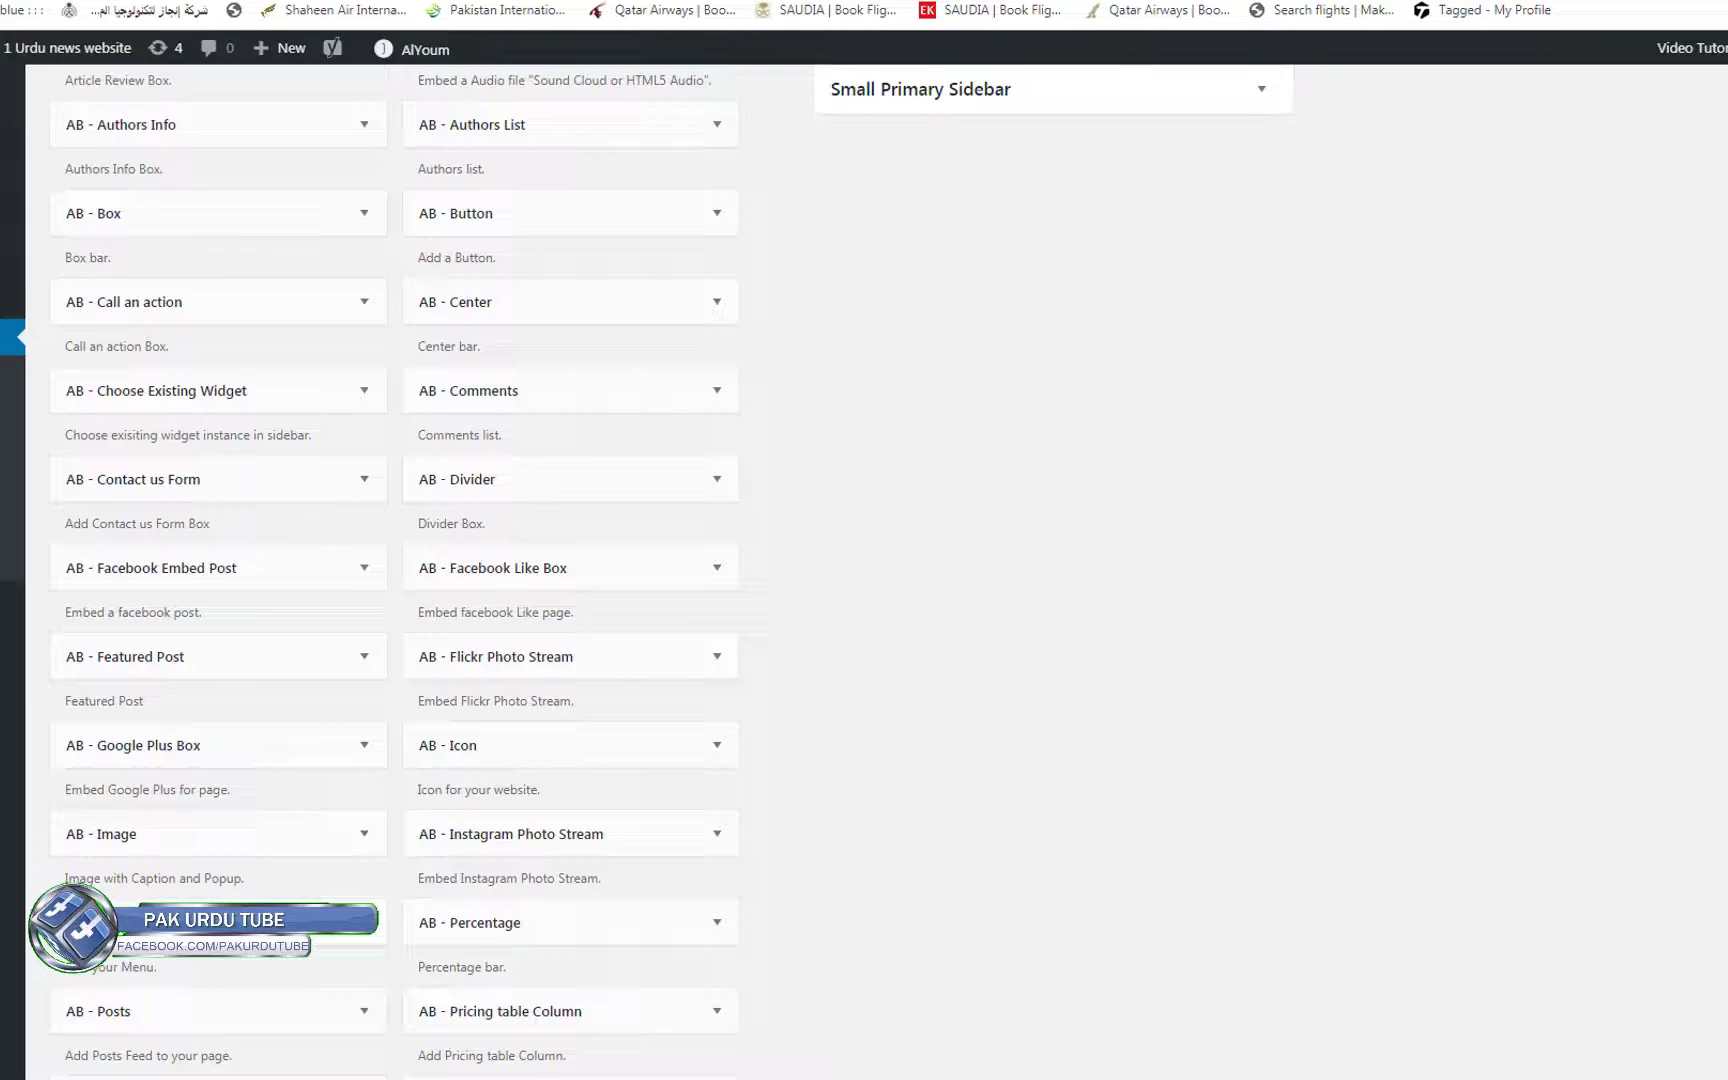 blue : : :
شركة إنجاز لتكنولوجيا الم...
Shaheen Air Interna...
Pakistan Internatio...
Qatar Airways | Boo...
SAUDIA | Book Flig...
EK
SAUDIA | Book Flig...
Qatar Airways | Boo...
Search flights | Mak...
Tagged - My Profile
1 Urdu news website
4
0
New
AlYoum
Video Tutor
Article Review Box.
Embed a Audio file "Sound Cloud or HTML5 Audio".
Small Primary Sidebar
AB - Authors Info
AB - Authors List
Authors Info Box.
Authors list.
AB - Box
AB - Button
Box bar.
Add a Button.
AB - Call an action
AB - Center
Call an action Box.
Center bar.
AB - Choose Existing Widget
AB - Comments
Choose exisiting widget instance in sidebar.
Comments list.
AB - Contact us Form
AB - Divider
Add Contact us Form Box
Divider Box.
AB - Facebook Embed Post
AB - Facebook Like Box
Embed a facebook post.
Embed facebook Like page.
AB - Featured Post
AB - Flickr Photo Stream
Featured Post
Embed Flickr Photo Stream.
AB - Google Plus Box
AB - Icon
Embed Google Plus for page.
Icon for your website.
AB - Image
AB - Instagram Photo Stream
Image with Caption and Popup.
Embed Instagram Photo Stream.
PAK URDU TUBE
FACEBOOK.COM/PAKURDUTUBE
AB - Percentage
your Menu.
Percentage bar.
AB - Posts
AB - Pricing table Column
Add Posts Feed to your page.
Add Pricing table Column.